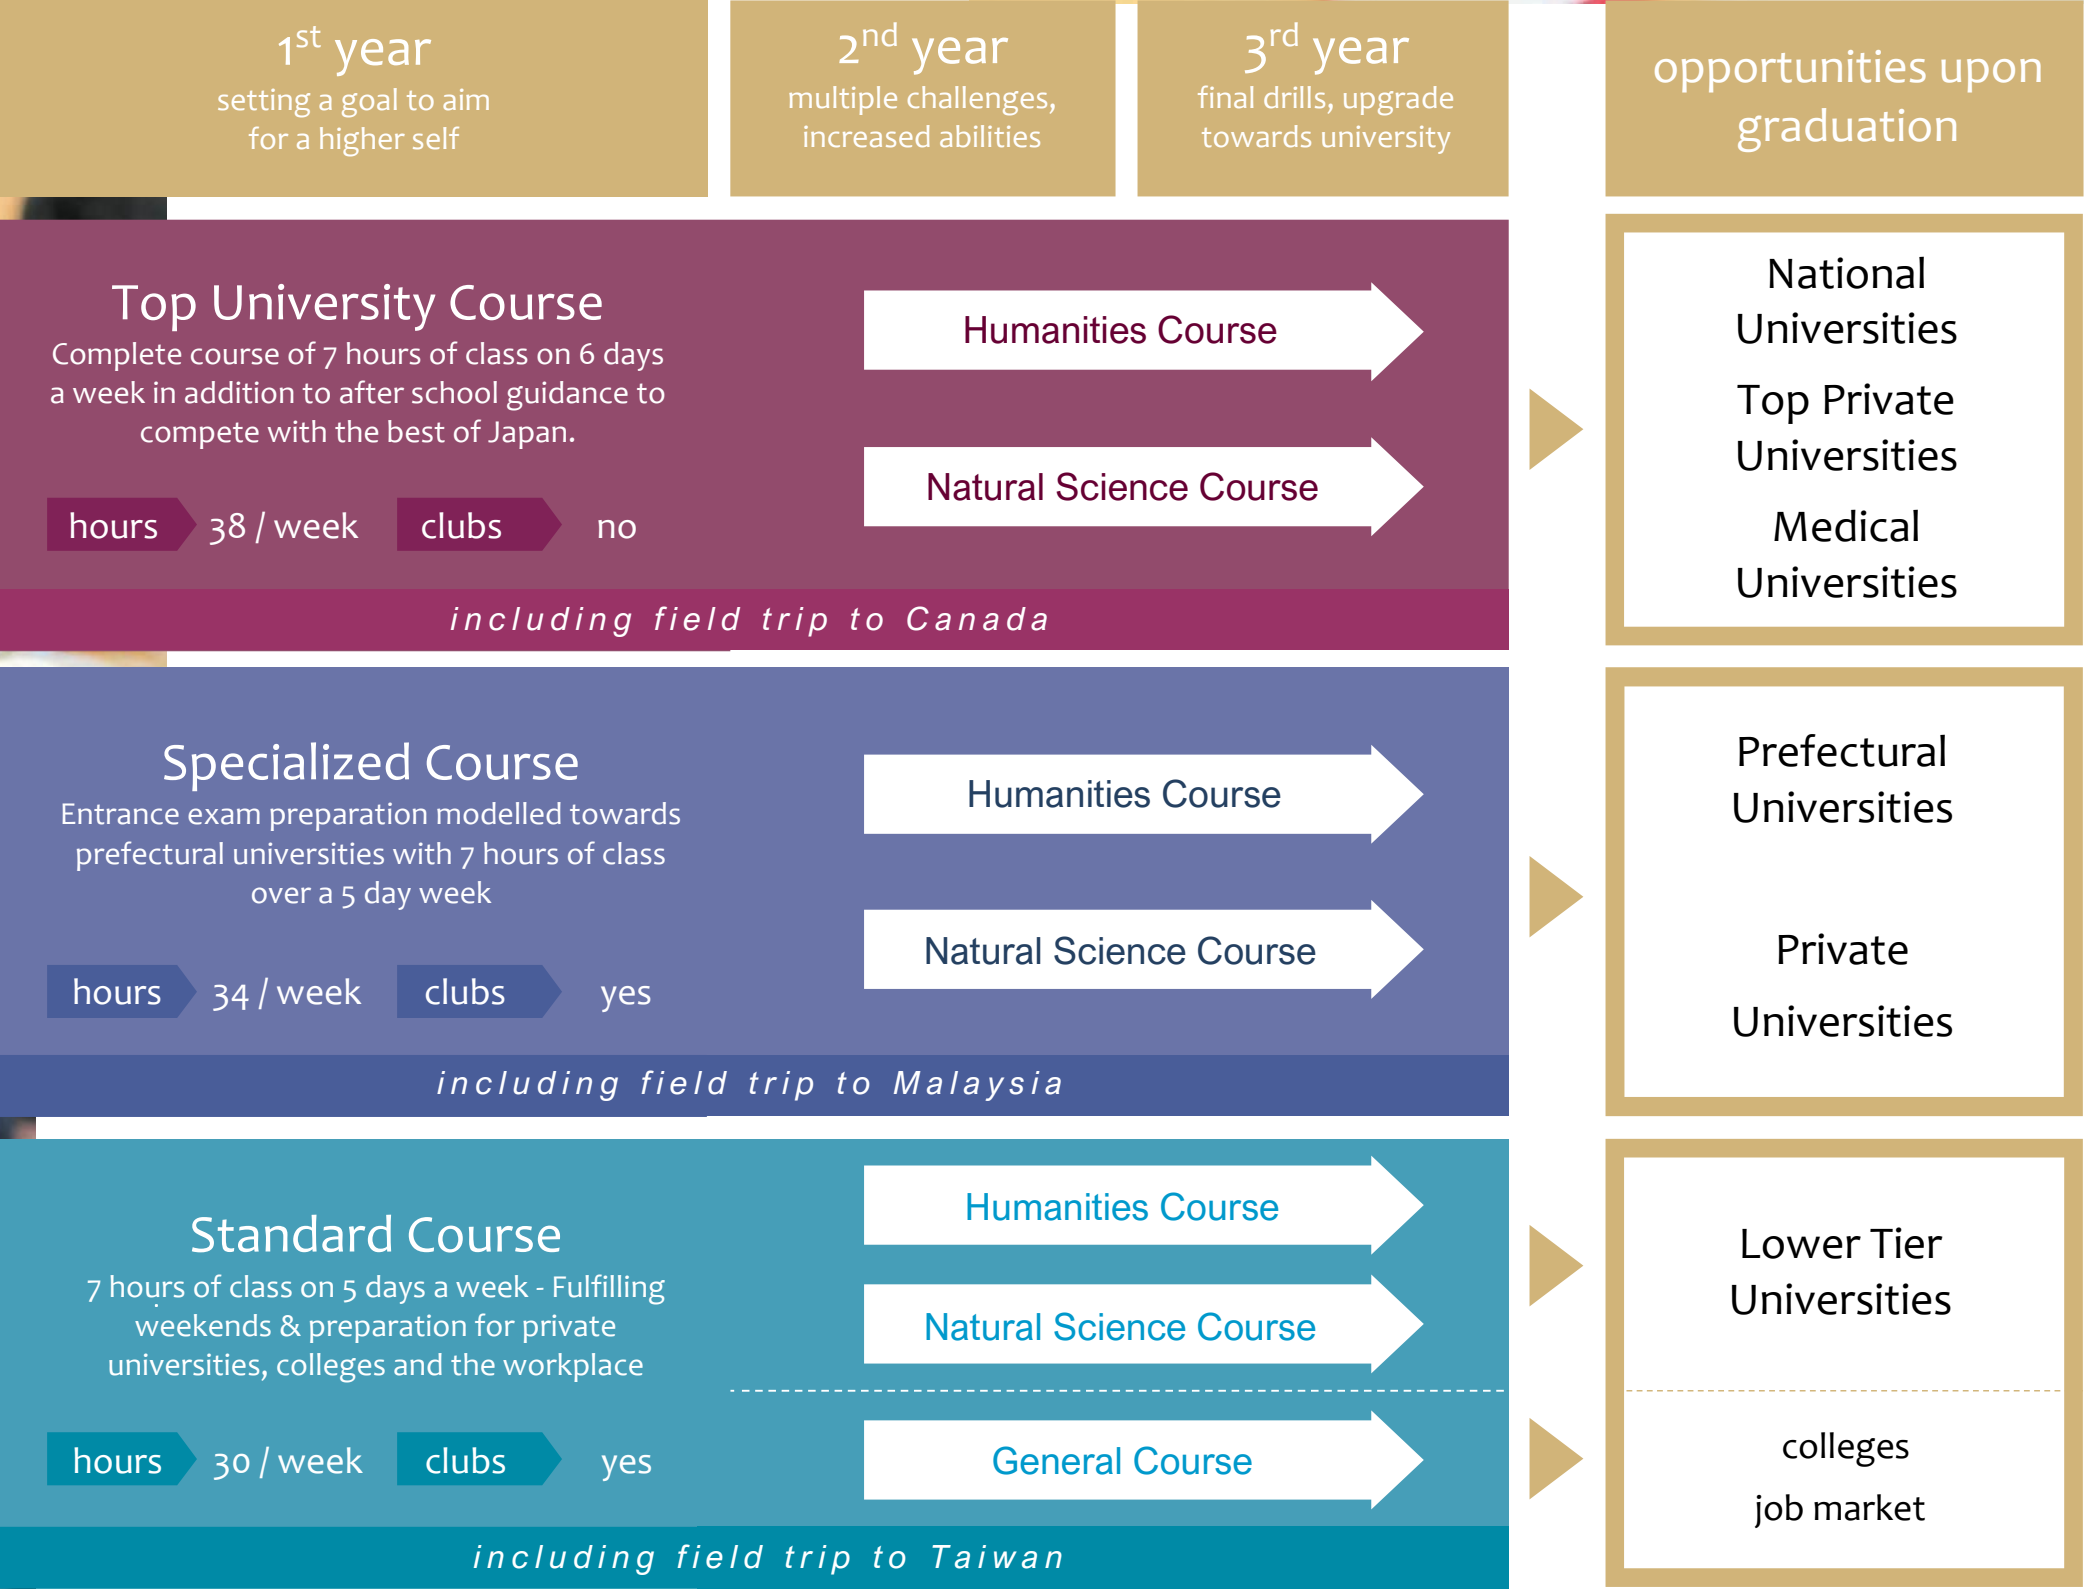 1st year
setting a goal to aim
for a higher self
2nd year
multiple challenges,
increased abilities
3rd year
final drills, upgrade
towards university
opportunities upon
graduation
Top University Course
Complete course of 7 hours of class on 6 days
a week in addition to after school guidance to
compete with the best of Japan.
hours 38 / week clubs no
Humanities Course
Natural Science Course
including field trip to Canada
National
Universities
Top Private
Universities
Medical
Universities
Specialized Course
Entrance exam preparation modelled towards
prefectural universities with 7 hours of class
over a 5 day week
hours 34 / week clubs yes
Humanities Course
Natural Science Course
including field trip to Malaysia
Prefectural
Universities
Private
Universities
Standard Course
7 hours of class on 5 days a week - Fulfilling
weekends & preparation for private
universities, colleges and the workplace
hours 30 / week clubs yes
Humanities Course
Natural Science Course
General Course
including field trip to Taiwan
Lower Tier
Universities
colleges
job market